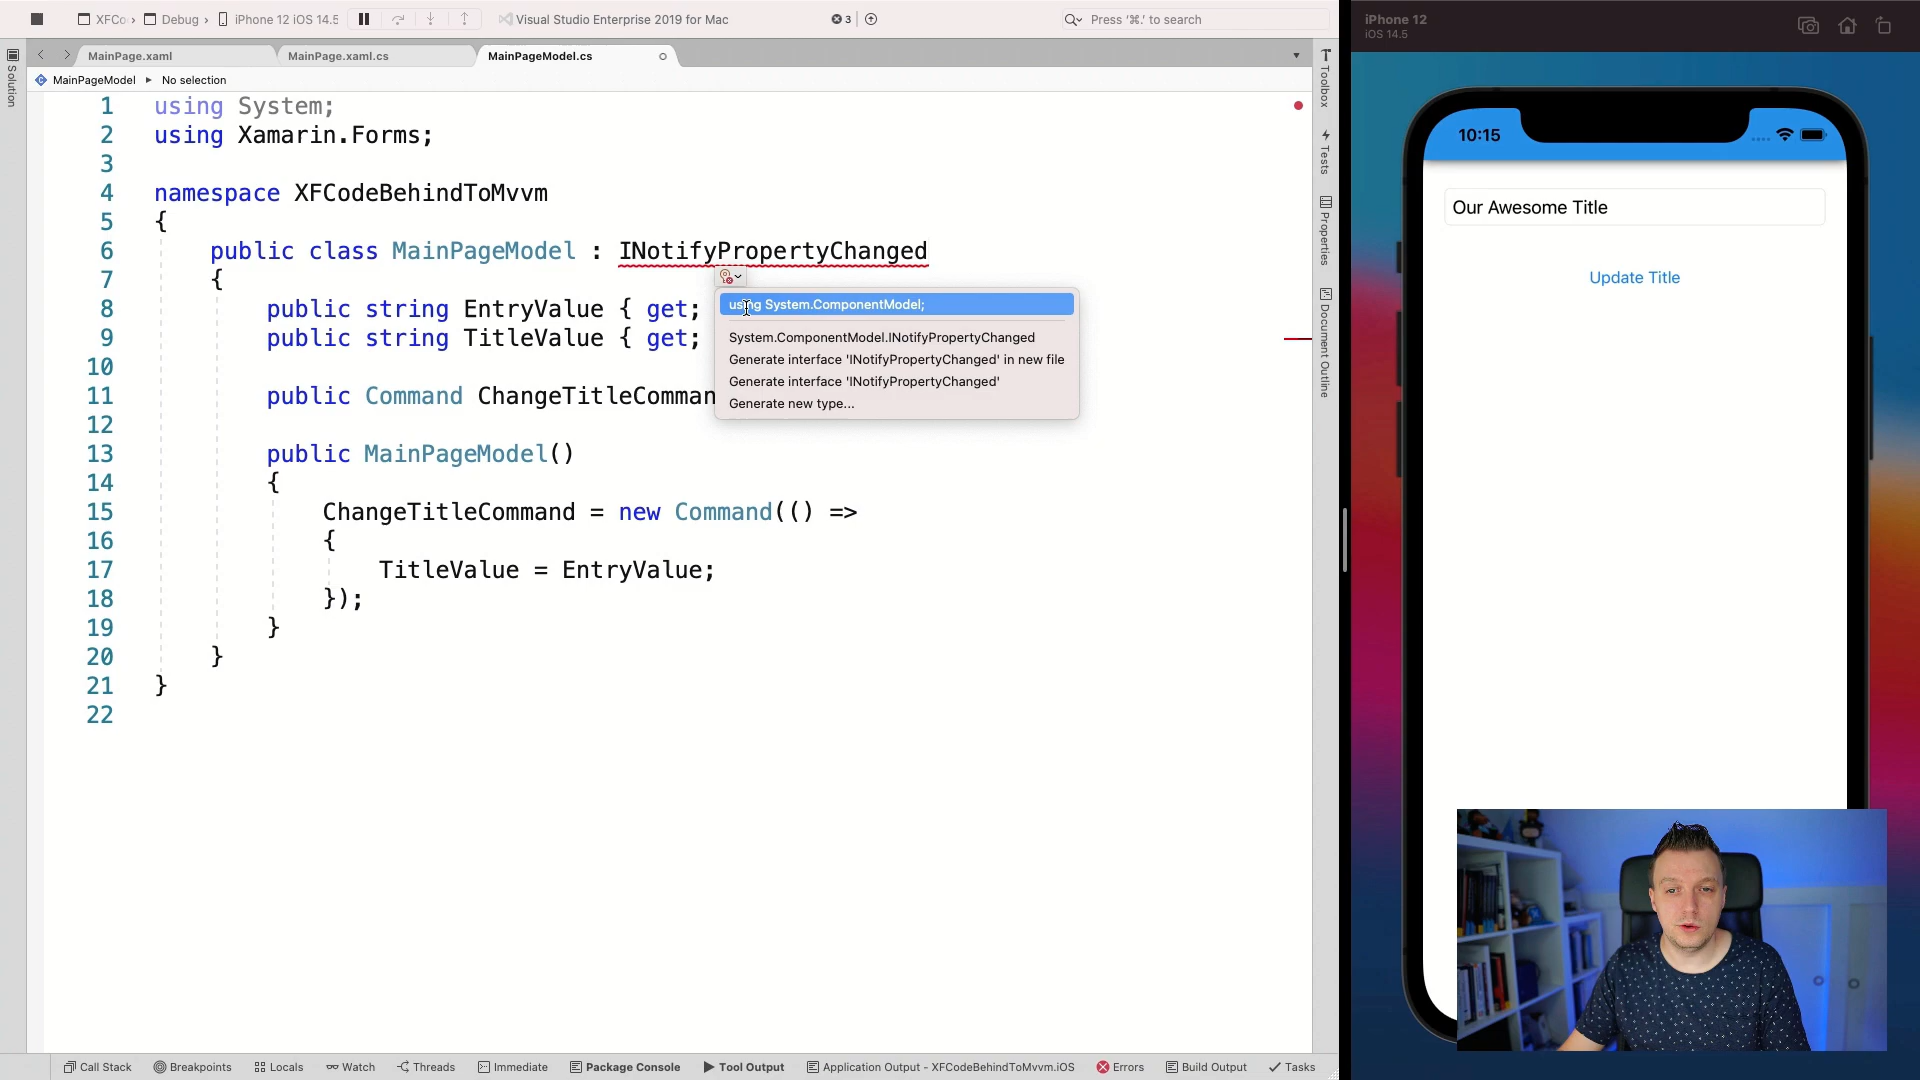 XFCo
Debug
iPhone 12 iOS 14.5
Visual Studio Enterprise 2019 for Mac
3
Press '⌘.' to search
Solution
MainPage.xaml
MainPage.xaml.cs
MainPageModel.cs
MainPageModel
No selection
1 using System;
2 using Xamarin.Forms;
3
4 namespace XFCodeBehindToMvvm
5 {
6 public class MainPageModel : INotifyPropertyChanged
7 {
8 public string EntryValue { get;
9 public string TitleValue { get;
10
11 public Command ChangeTitleComman
12
13 public MainPageModel()
14 {
15 ChangeTitleCommand = new Command(() =>
16 {
17 TitleValue = EntryValue;
18 });
19 }
20 }
21 }
22
using System.ComponentModel;
System.ComponentModel.INotifyPropertyChanged
Generate interface 'INotifyPropertyChanged' in new file
Generate interface 'INotifyPropertyChanged'
Generate new type...
Toolbox
Tests
Properties
Document Outline
Call Stack
Breakpoints
Locals
Watch
Threads
Immediate
Package Console
Tool Output
Application Output - XFCodeBehindToMvvm.iOS
Errors
Build Output
Tasks
iPhone 12
iOS 14.5
10:15
Our Awesome Title
Update Title